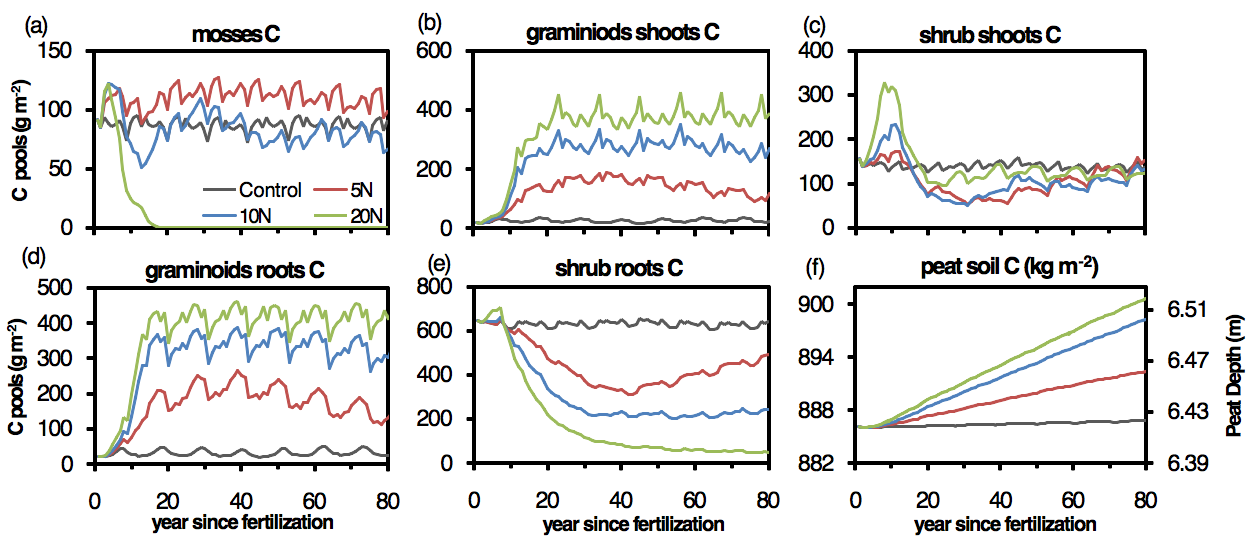 (a) mosses C
(b) graminiods shoots C
(c) shrub shoots C
150
100
50
0
C pools (g m-2)
Control 5N
10N 20N
600
400
200
0
400
300
200
100
0
(d) graminoids roots C
(e) shrub roots C
(f) peat soil C (kg m-2)
500
400
300
200
100
0
C pools (g m-2)
0 20 40 60 80
year since fertilization
800
600
400
200
0
0 20 40 60 80
year since fertilization
900
894
888
882
0 20 40 60 80
year since fertilization
6.51
6.47
6.43
6.39
Peat Depth (m)